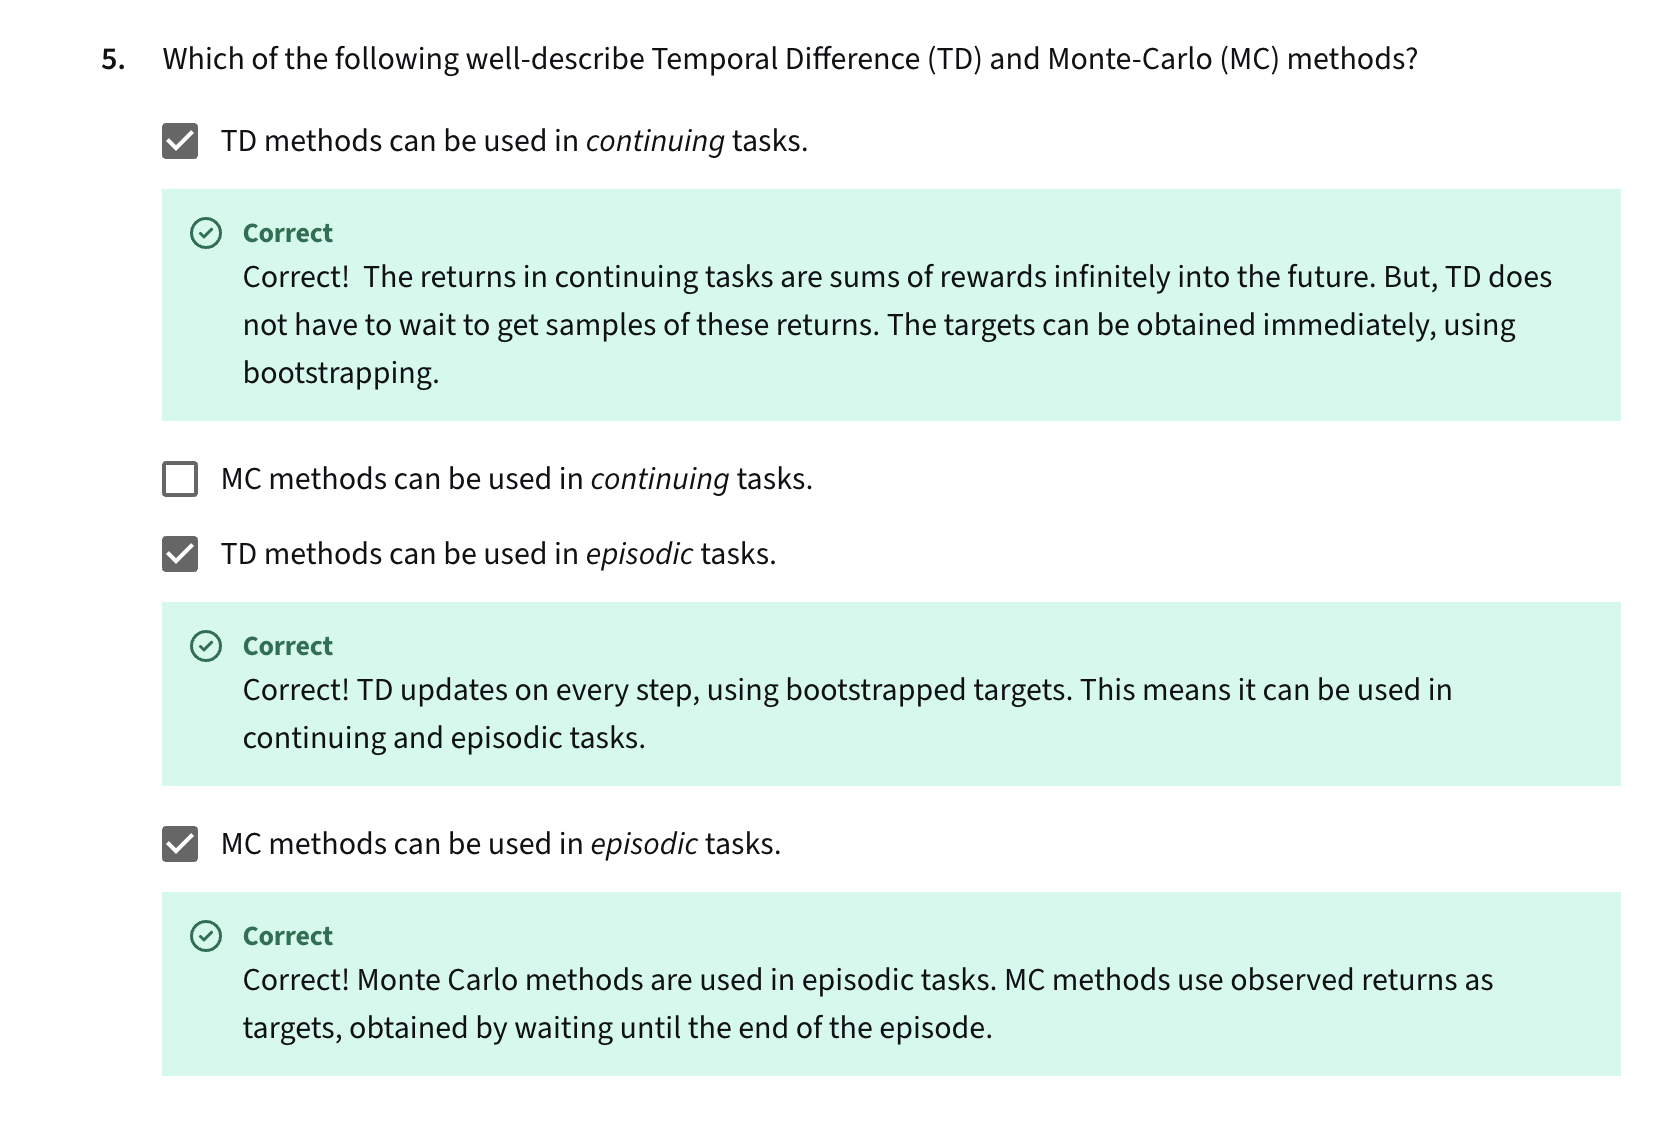 5. Which of the following well-describe Temporal Difference (TD) and Monte-Carlo (MC) methods?
TD methods can be used in continuing tasks.
Correct
Correct!  The returns in continuing tasks are sums of rewards infinitely into the future. But, TD does
not have to wait to get samples of these returns. The targets can be obtained immediately, using
bootstrapping.
MC methods can be used in continuing tasks.
TD methods can be used in episodic tasks.
Correct
Correct! TD updates on every step, using bootstrapped targets. This means it can be used in
continuing and episodic tasks.
MC methods can be used in episodic tasks.
Correct
Correct! Monte Carlo methods are used in episodic tasks. MC methods use observed returns as
targets, obtained by waiting until the end of the episode.